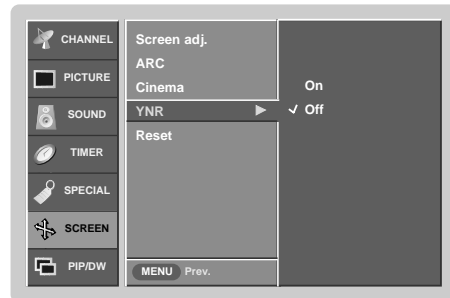 CHANNEL
PICTURE
SOUND
TIMER
SPECIAL
SCREEN
PIP/DW
Screen adj.
ARC
Cinema
YNR
Reset
MENU Prev.
On
Off